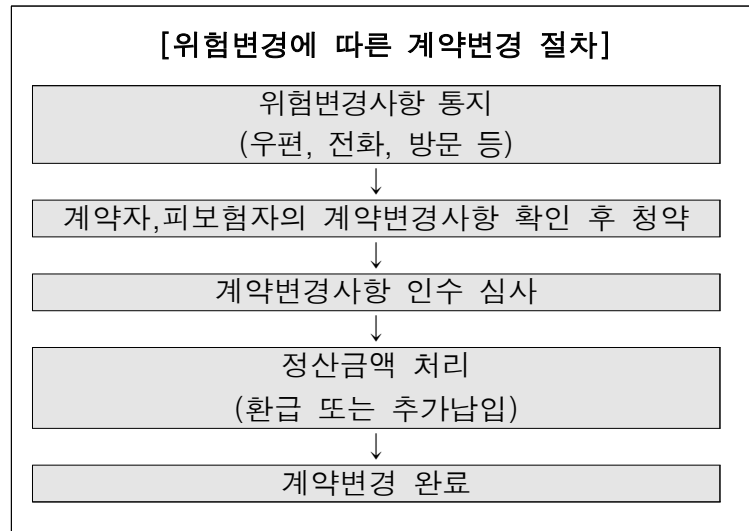 [위험변경에 따른 계약변경 절차]
위험변경사항 통지
(우편, 전화, 방문 등)
↓
계약자,피보험자의 계약변경사항 확인 후 청약
↓
계약변경사항 인수 심사
↓
정산금액 처리
(환급 또는 추가납입)
↓
계약변경 완료